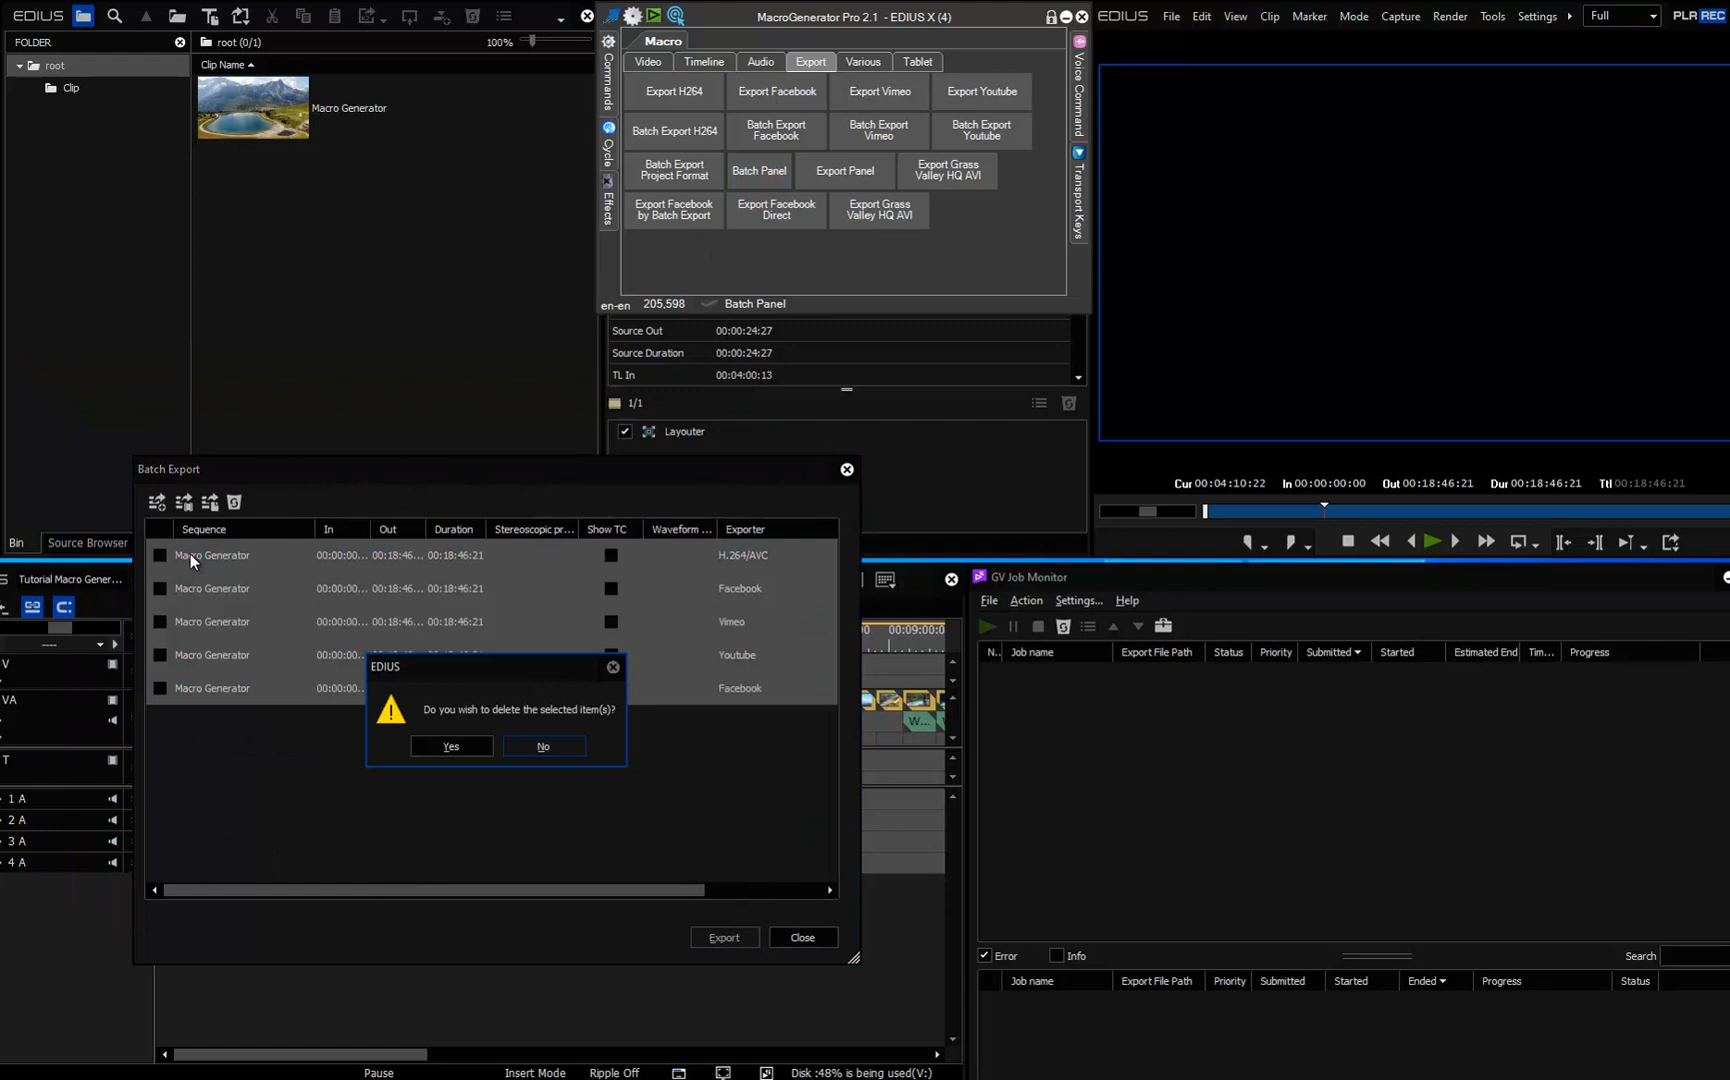 EDIUS
MacroGenerator Pro 2.1 - EDIUS X (4)
EDIUS File Edit View Clip Marker Mode Capture Render Tools Settings Full PLR REC
FOLDER
root (0/1) 100%
root
Clip
Clip Name
Macro Generator
Bin Source Browser
Macro
Video Timeline Audio Export Various Tablet
Commands
Cycle
Effects
Voice Command
Transport Keys
Export H264 Export Facebook Export Vimeo Export Youtube
Batch Export H264 Batch Export Facebook Batch Export Vimeo Batch Export Youtube
Batch Export Project Format Batch Panel Export Panel Export Grass Valley HQ AVI
Export Facebook by Batch Export Export Facebook Direct Export Grass Valley HQ AVI
en-en 205,598 Batch Panel
Source Out 00:00:24:27
Source Duration 00:00:24:27
TL In 00:04:00:13
1/1
Layouter
Cur 00:04:10:22 In 00:00:00:00 Out 00:18:46:21 Dur 00:18:46:21 Ttl 00:18:46:21
Batch Export
Sequence In Out Duration Stereoscopic pr... Show TC Waveform ... Exporter
Macro Generator 00:00:00... 00:18:46... 00:18:46:21 H.264/AVC
Macro Generator 00:00:00... 00:18:46... 00:18:46:21 Facebook
Macro Generator 00:00:00... 00:18:46... 00:18:46:21 Vimeo
Macro Generator 00:00:00... Youtube
Macro Generator 00:00:00... Facebook
EDIUS
Do you wish to delete the selected item(s)?
Yes No
Export Close
Tutorial Macro Gener...
----
V
VA
T
1 A
2 A
3 A
4 A
00:09:00:0
W...
W
GV Job Monitor
File Action Settings... Help
N.. Job name Export File Path Status Priority Submitted Started Estimated End Tim... Progress
Error Info Search
Job name Export File Path Priority Submitted Started Ended Progress Status
Pause Insert Mode Ripple Off Disk :48% is being used(V:)